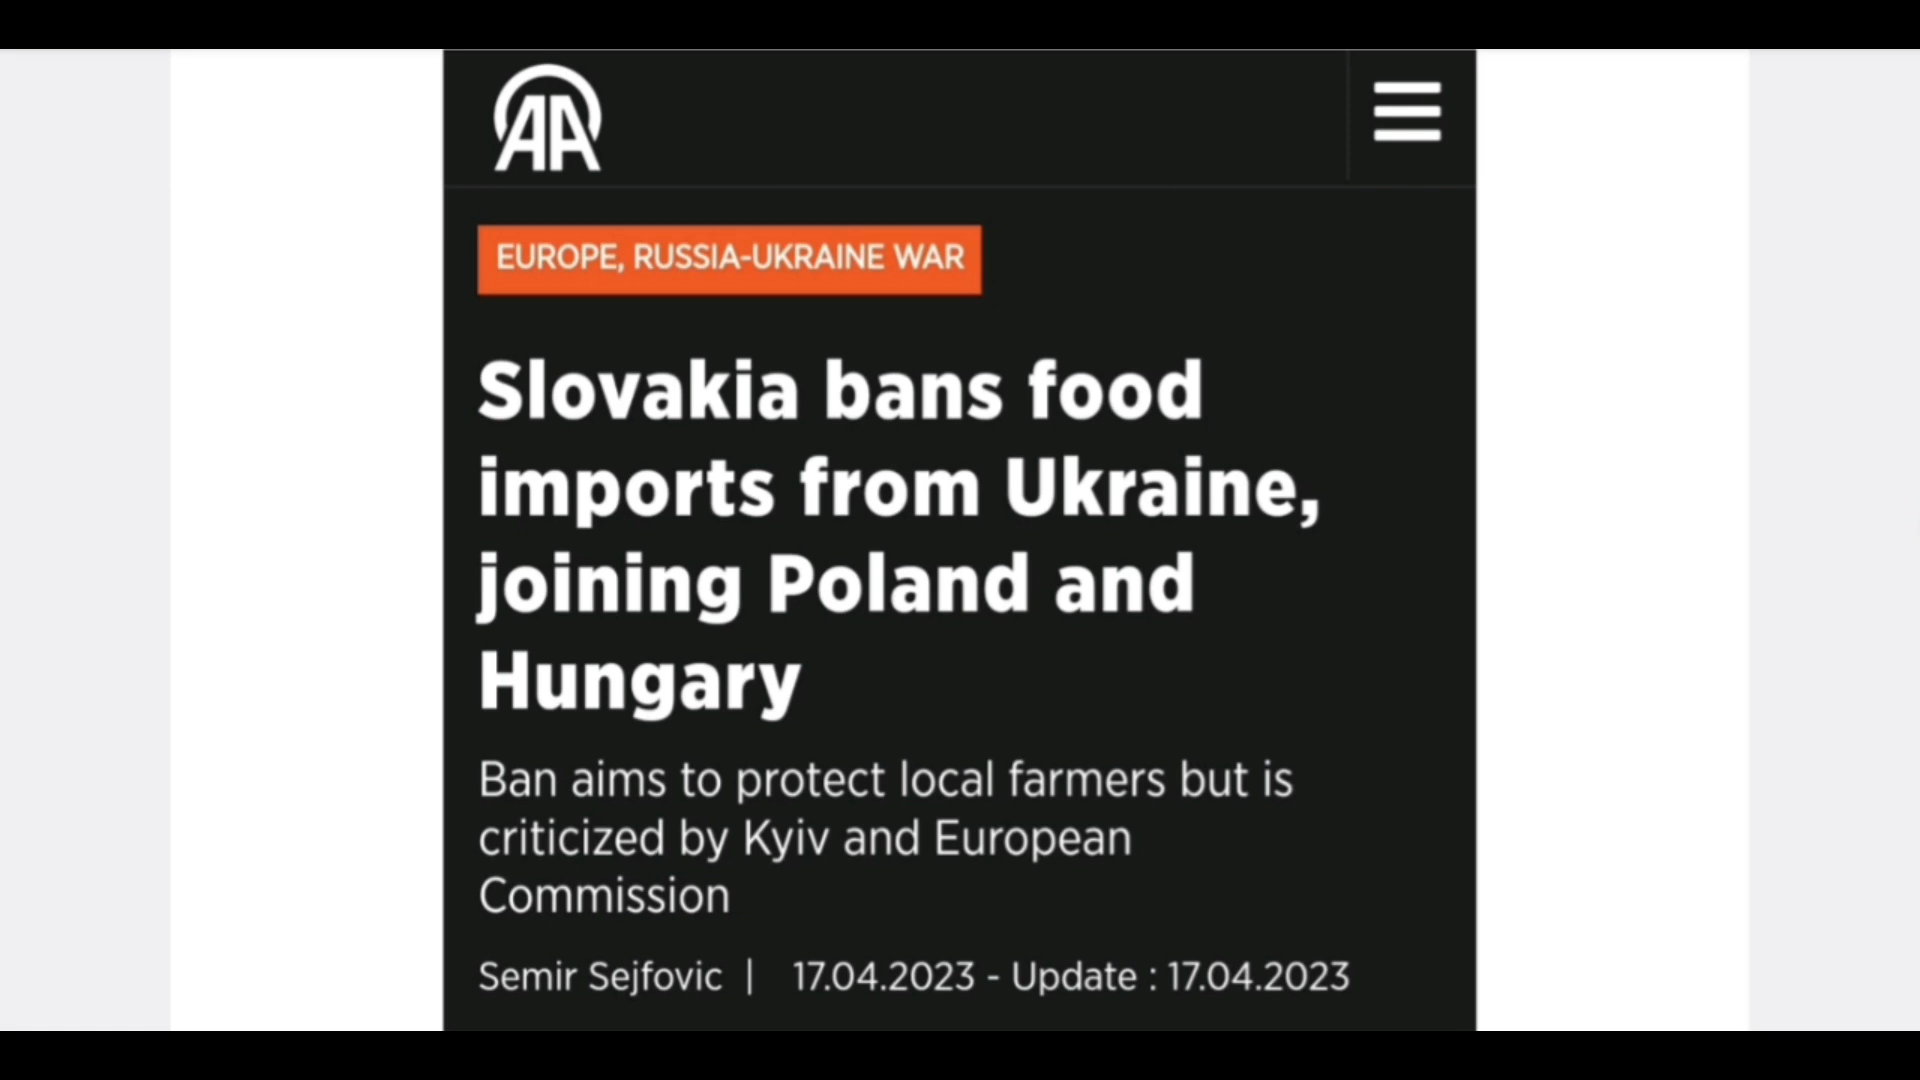 AA
EUROPE, RUSSIA-UKRAINE WAR
Slovakia bans food
imports from Ukraine,
joining Poland and
Hungary
Ban aims to protect local farmers but is
criticized by Kyiv and European
Commission
Semir Sejfovic | 17.04.2023 - Update : 17.04.2023